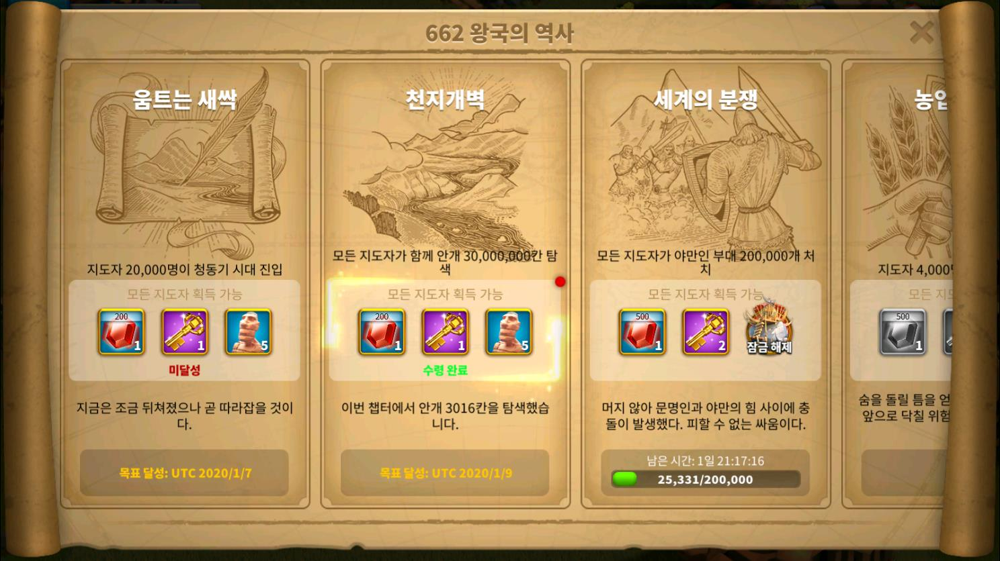 662 왕국의 역사
움트는 새싹
지도자 20,000명이 청동기 시대 진입
모든 지도자 획득 가능
200
1
1
5
미달성
지금은 조금 뒤쳐졌으나 곧 따라잡을 것이
다.
목표 달성: UTC 2020/1/7
천지개벽
모든 지도자가 함께 안개 30,000,000칸 탐
색
모든 지도자 획득 가능
200
1
1
5
수령 완료
이번 챕터에서 안개 3016칸을 탐색했습
니다.
목표 달성: UTC 2020/1/9
세계의 분쟁
모든 지도자가 야만인 부대 200,000개 처
치
모든 지도자 획득 가능
500
1
2
잠금 해제
머지 않아 문명인과 야만의 힘 사이에 충
돌이 발생했다. 피할 수 없는 싸움이다.
남은 시간: 1일 21:17:16
25,331/200,000
지도자 4,000
모든
500
1
숨을 돌릴 틈을
앞으로 닥칠 위험